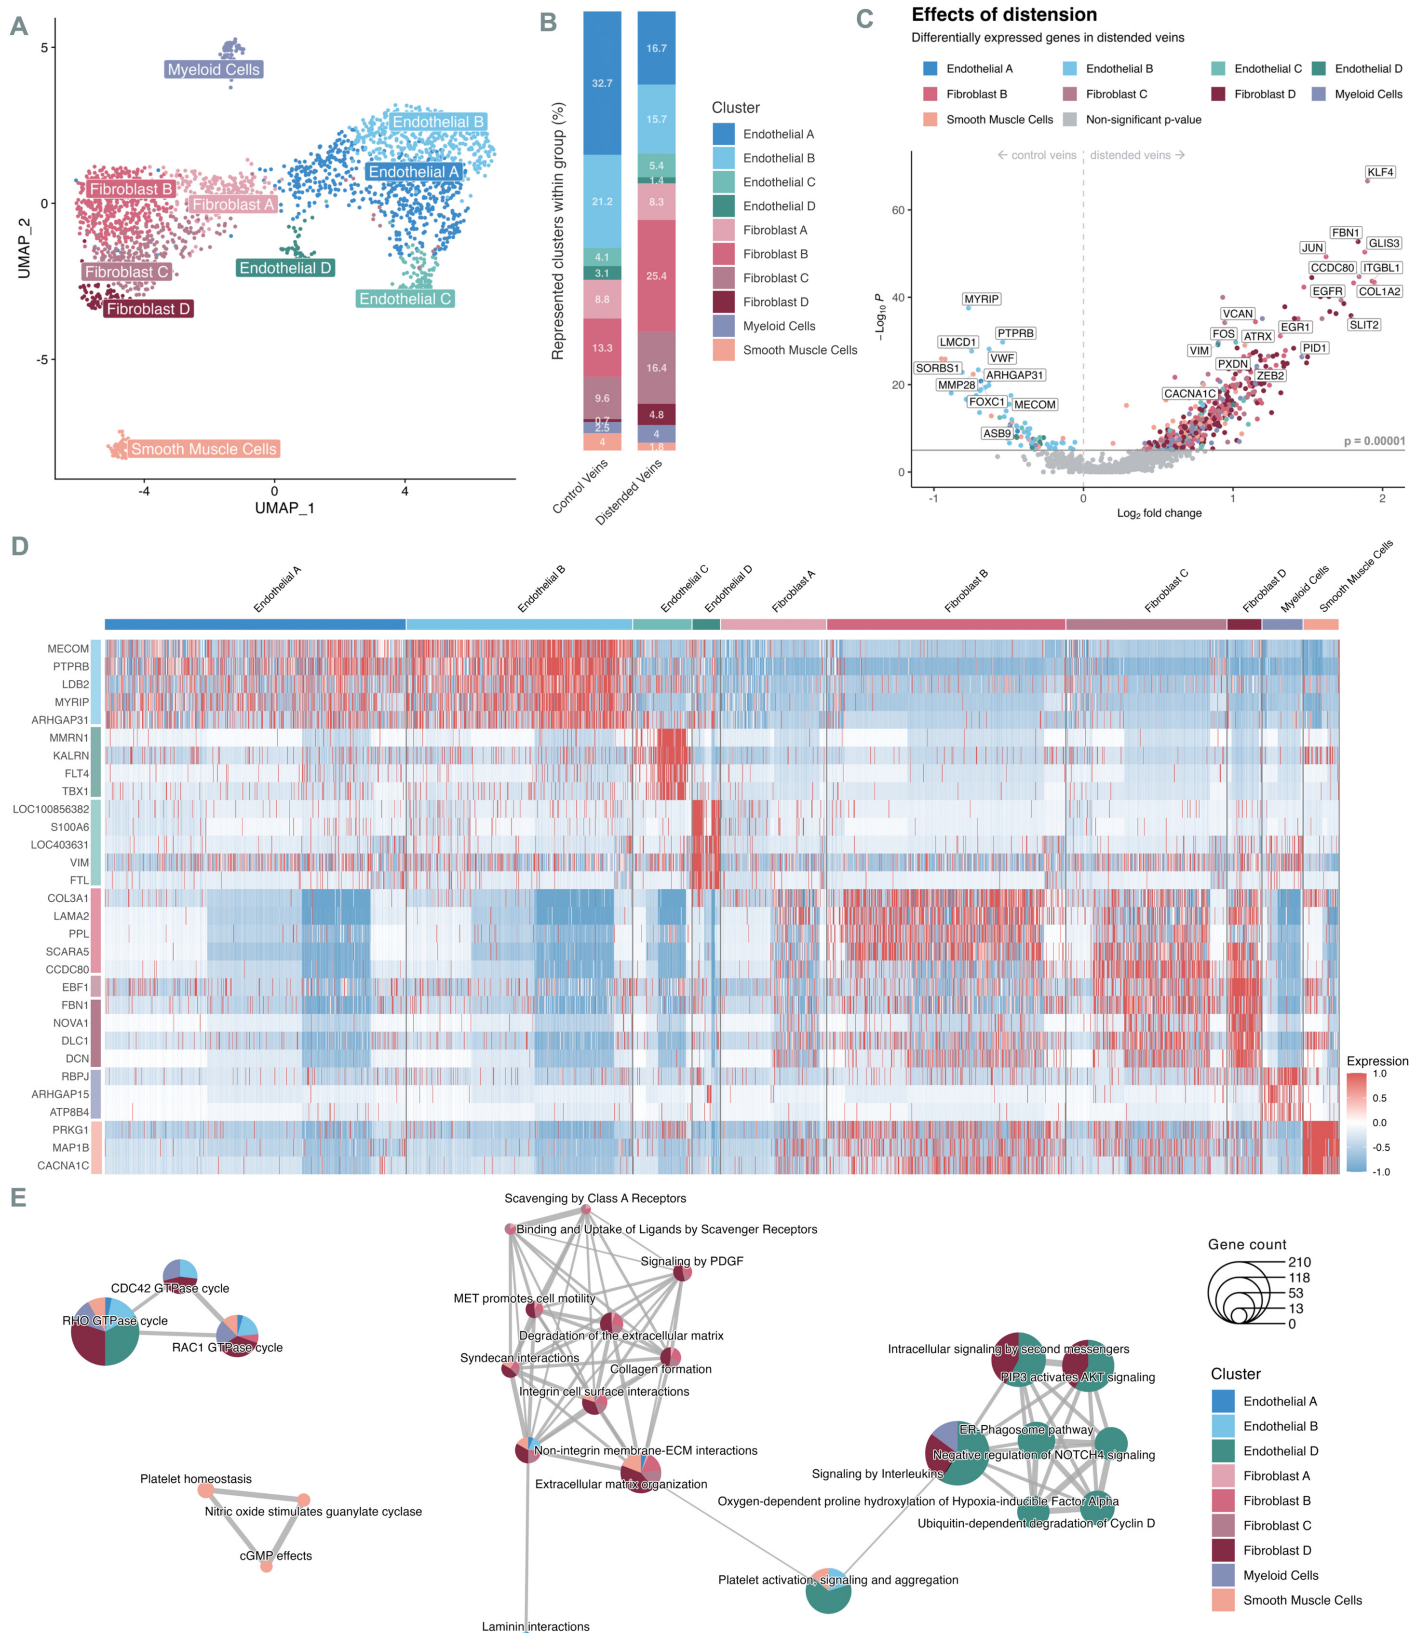 A
5
0
-5
-4
0
4
UMAP_2
UMAP_1
Myeloid Cells
Endothelial B
Endothelial A
Fibroblast B
Fibroblast A
Endothelial D
Fibroblast C
Endothelial C
Fibroblast D
Smooth Muscle Cells
B
Represented clusters within group (%)
32.7
21.2
4.1
3.1
8.8
13.3
9.6
0.7
2.5
4
16.7
15.7
5.4
1.4
8.3
25.4
16.4
4.8
4
1.8
Control Veins
Distended Veins
Cluster
Endothelial A
Endothelial B
Endothelial C
Endothelial D
Fibroblast A
Fibroblast B
Fibroblast C
Fibroblast D
Myeloid Cells
Smooth Muscle Cells
C
Effects of distension
Differentially expressed genes in distended veins
Endothelial A
Endothelial B
Endothelial C
Endothelial D
Fibroblast B
Fibroblast C
Fibroblast D
Myeloid Cells
Smooth Muscle Cells
Non-significant p-value
← control veins
distended veins →
KLF4
FBN1
GLIS3
JUN
CCDC80
ITGBL1
EGFR
COL1A2
MYRIP
VCAN
SLIT2
EGR1
PTPRB
FOS
ATRX
LMCD1
VIM
PID1
VWF
SORBS1
PXDN
ARHGAP31
ZEB2
MMP28
CACNA1C
FOXC1
MECOM
ASB9
p = 0.00001
60
40
20
0
-1
0
1
2
−Log10 P
Log2 fold change
D
Endothelial A
Endothelial B
Endothelial C
Endothelial D
Fibroblast A
Fibroblast B
Fibroblast C
Fibroblast D
Myeloid Cells
Smooth Muscle Cells
MECOM
PTPRB
LDB2
MYRIP
ARHGAP31
MMRN1
KALRN
FLT4
TBX1
LOC100856382
S100A6
LOC403631
VIM
FTL
COL3A1
LAMA2
PPL
SCARA5
CCDC80
EBF1
FBN1
NOVA1
DLC1
DCN
RBPJ
ARHGAP15
ATP8B4
PRKG1
MAP1B
CACNA1C
Expression
1.0
0.5
0.0
-0.5
-1.0
E
CDC42 GTPase cycle
RHO GTPase cycle
RAC1 GTPase cycle
Platelet homeostasis
Nitric oxide stimulates guanylate cyclase
cGMP effects
Scavenging by Class A Receptors
Binding and Uptake of Ligands by Scavenger Receptors
Signaling by PDGF
MET promotes cell motility
Degradation of the extracellular matrix
Syndecan interactions
Collagen formation
Integrin cell surface interactions
Non-integrin membrane-ECM interactions
Extracellular matrix organization
Laminin interactions
Intracellular signaling by second messengers
PIP3 activates AKT signaling
ER-Phagosome pathway
Negative regulation of NOTCH4 signaling
Signaling by Interleukins
Oxygen-dependent proline hydroxylation of Hypoxia-inducible Factor Alpha
Ubiquitin-dependent degradation of Cyclin D
Platelet activation, signaling and aggregation
Gene count
210
118
53
13
0
Cluster
Endothelial A
Endothelial B
Endothelial D
Fibroblast A
Fibroblast B
Fibroblast C
Fibroblast D
Myeloid Cells
Smooth Muscle Cells